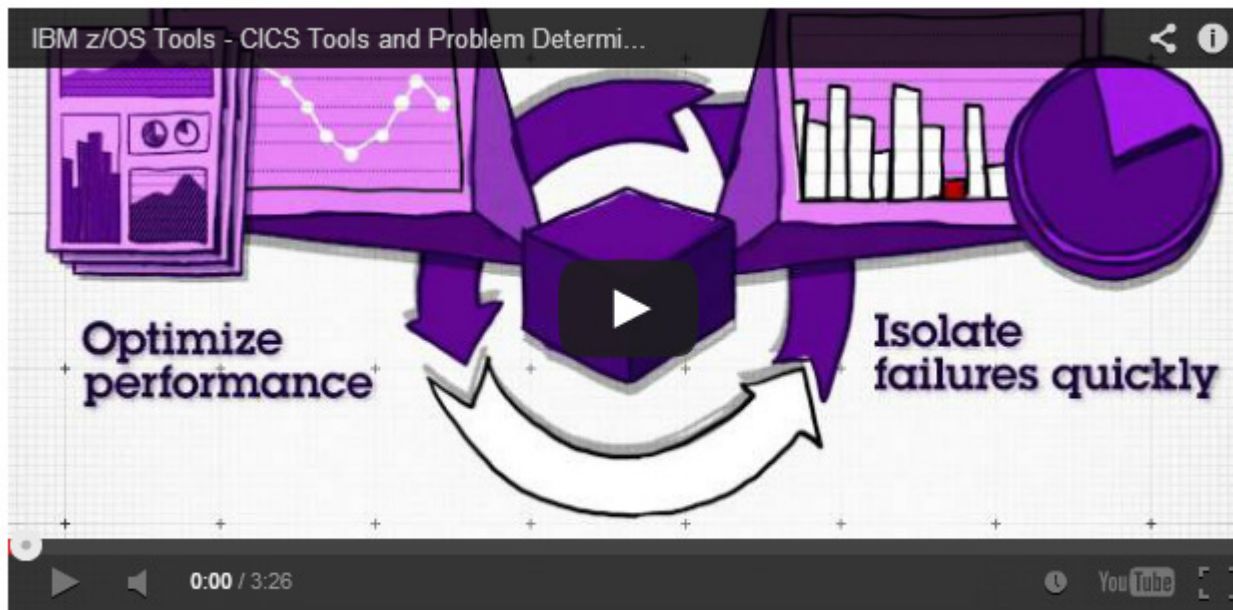 IBM z/OS Tools - CICS Tools and Problem Determi...
Optimize
performance
Isolate
failures quickly
0:00 / 3:26
YouTube